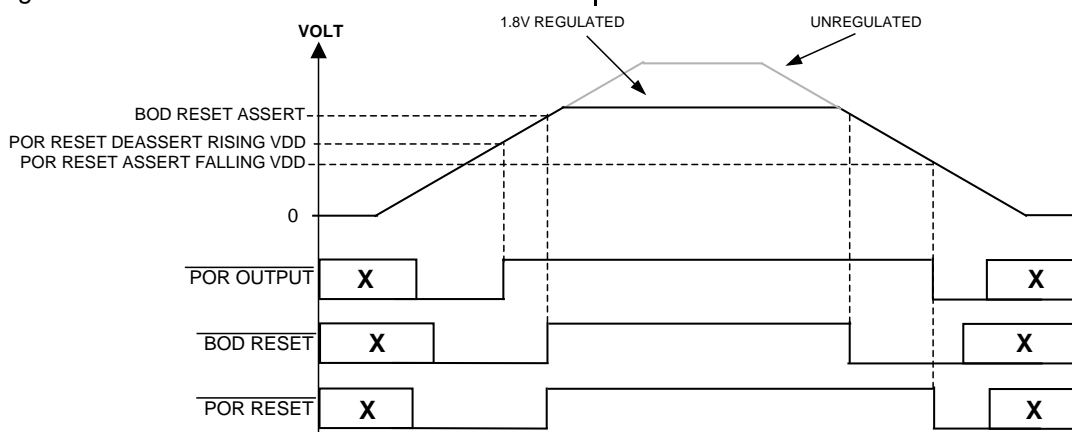 1.8V REGULATED
UNREGULATED
VOLT
BOD RESET ASSERT
POR RESET DEASSERT RISING VDD
POR RESET ASSERT FALLING VDD
0
POR OUTPUT X X
BOD RESET X X
POR RESET X X